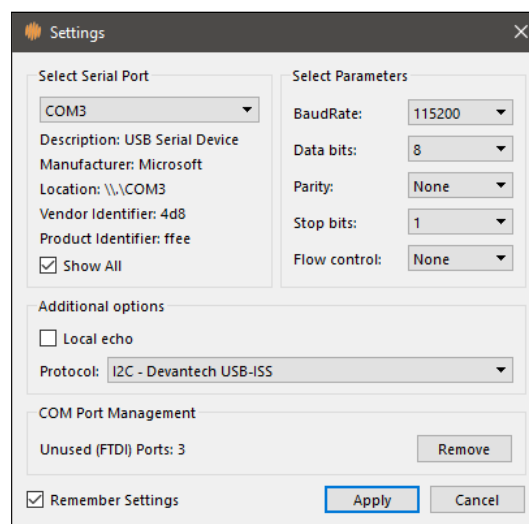 Settings
Select Serial Port
COM3
Description: USB Serial Device
Manufacturer: Microsoft
Location: \\.\COM3
Vendor Identifier: 4d8
Product Identifier: ffee
Show All
Select Parameters
BaudRate: 115200
Data bits: 8
Parity: None
Stop bits: 1
Flow control: None
Additional options
Local echo
Protocol: I2C - Devantech USB-ISS
COM Port Management
Unused (FTDI) Ports: 3 Remove
Remember Settings Apply Cancel